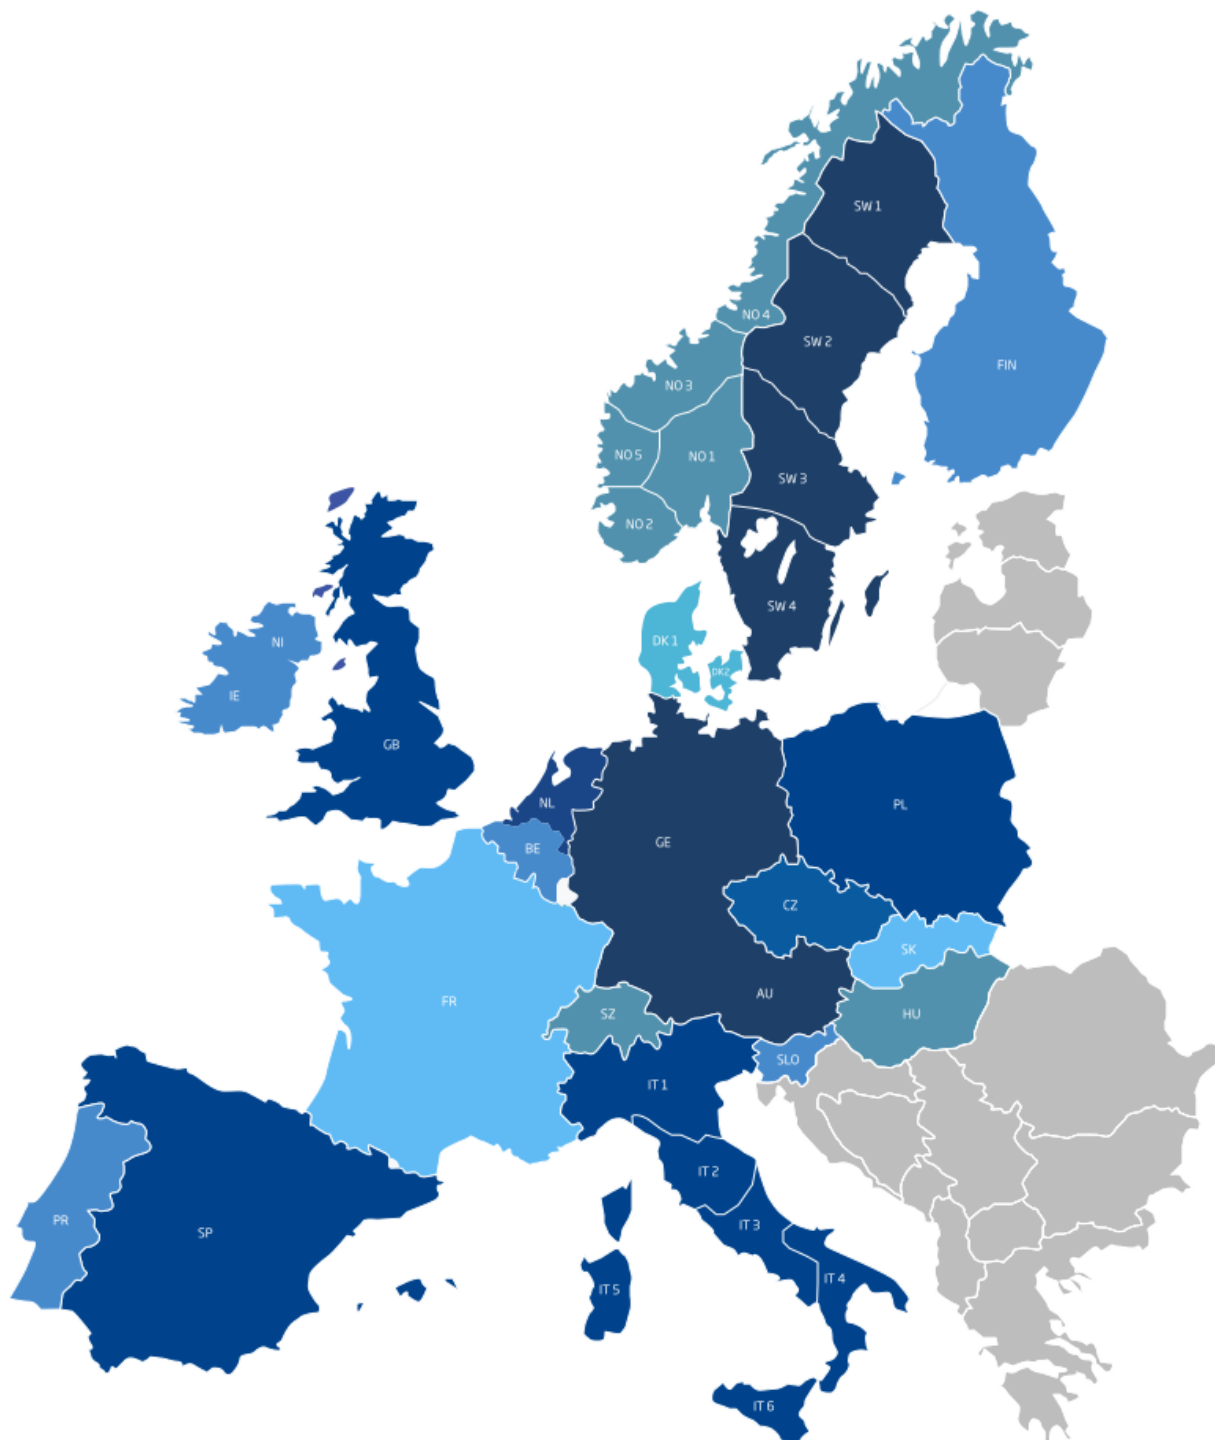 SW 1
NO 4
SW 2
FIN
NO 3
NO 5
NO 1
SW 3
NO 2
SW 4
DK 1
NI
DK2
IE
GB
NL
PL
GE
BE
CZ
SK
AU
FR
SZ
HU
SLO
IT 1
IT 2
PR
SP
IT 3
IT 4
IT 5
IT 6